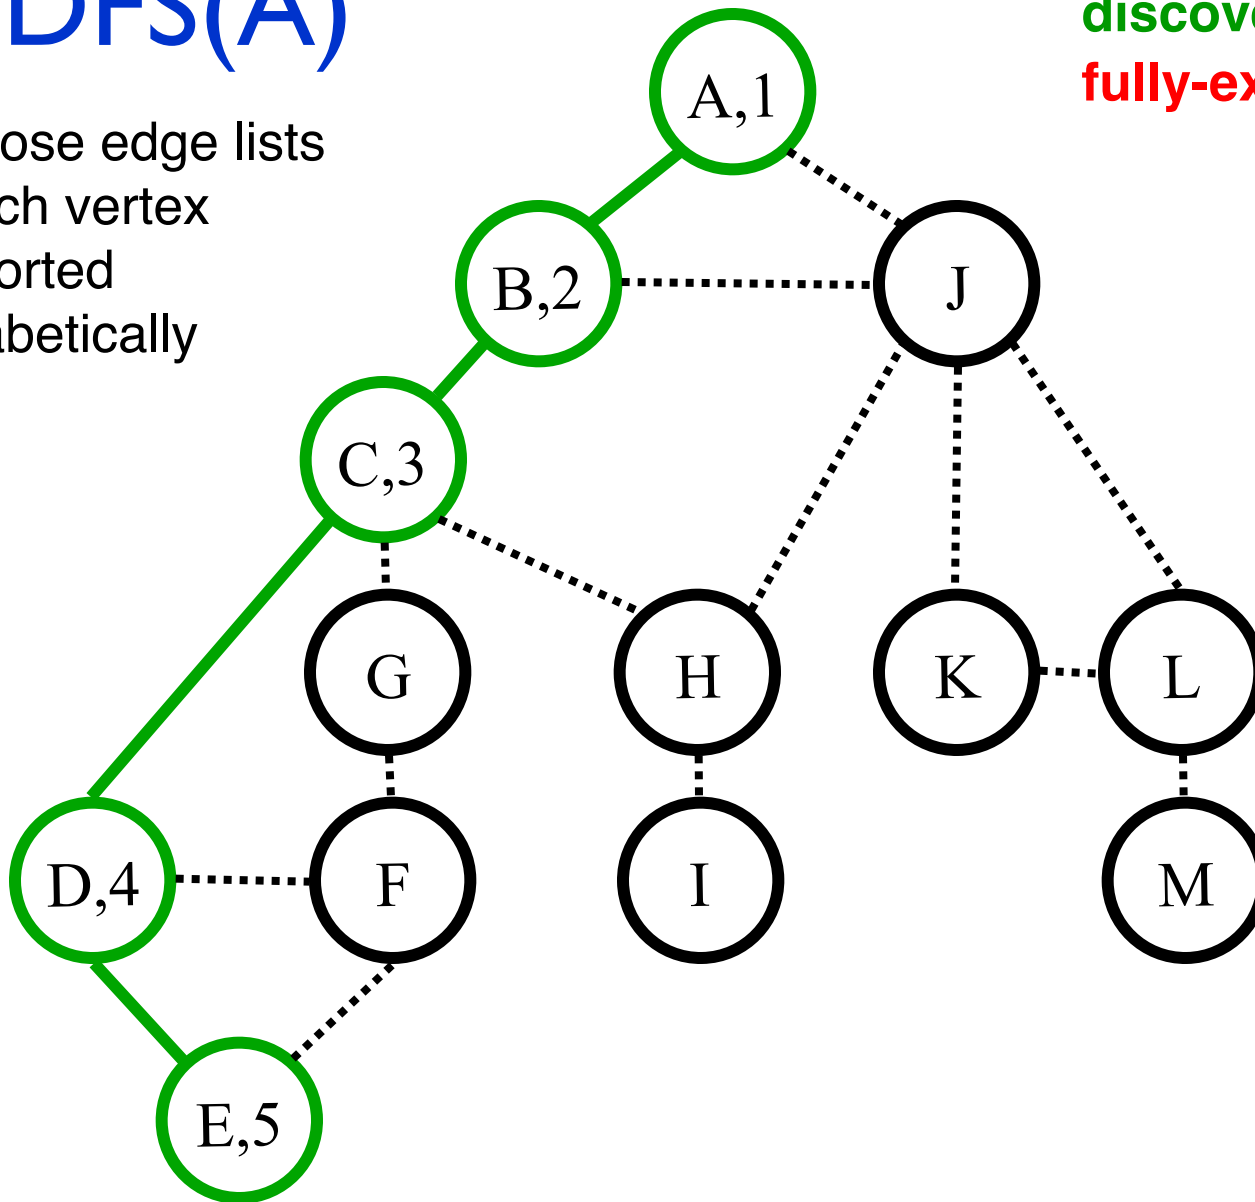 DFS(A)
discove
fully-ex
ose edge lists
ch vertex
orted
abetically
A,1
B,2
J
C,3
G
H
K
L
D,4
F
I
M
E,5